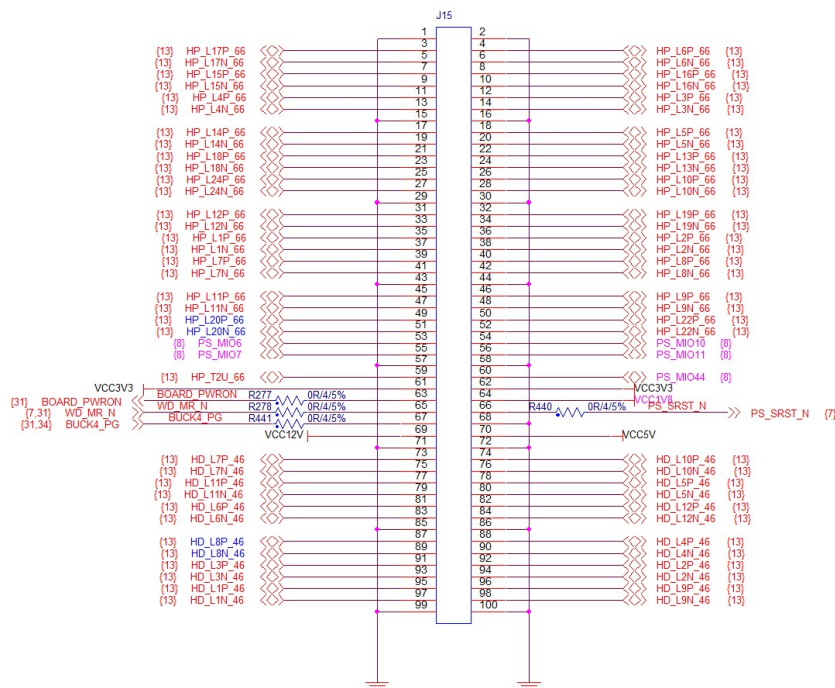 J15
1 2
3 4
{13} HP_L17P_66 5 6 HP_L6P_66 {13}
{13} HP_L17N_66 7 8 HP_L6N_66 {13}
{13} HP_L15P_66 9 10 HP_L16P_66 {13}
{13} HP_L15N_66 11 12 HP_L16N_66 {13}
{13} HP_L4P_66 13 14 HP_L3P_66 {13}
{13} HP_L4N_66 15 16 HP_L3N_66 {13}
17 18
{13} HP_L14P_66 19 20 HP_L5P_66 {13}
{13} HP_L14N_66 21 22 HP_L5N_66 {13}
{13} HP_L18P_66 23 24 HP_L13P_66 {13}
{13} HP_L18N_66 25 26 HP_L13N_66 {13}
{13} HP_L24P_66 27 28 HP_L10P_66 {13}
{13} HP_L24N_66 29 30 HP_L10N_66 {13}
31 32
{13} HP_L12P_66 33 34 HP_L19P_66 {13}
{13} HP_L12N_66 35 36 HP_L19N_66 {13}
{13} HP_L1P_66 37 38 HP_L2P_66 {13}
{13} HP_L1N_66 39 40 HP_L2N_66 {13}
{13} HP_L7P_66 41 42 HP_L8P_66 {13}
{13} HP_L7N_66 43 44 HP_L8N_66 {13}
45 46
{13} HP_L11P_66 47 48 HP_L9P_66 {13}
{13} HP_L11N_66 49 50 HP_L9N_66 {13}
{13} HP_L20P_66 51 52 HP_L22P_66 {13}
{13} HP_L20N_66 53 54 HP_L22N_66 {13}
{8} PS_MIO6 55 56 PS_MIO10 {8}
{8} PS_MIO7 57 58 PS_MIO11 {8}
59 60
{13} HP_T2U_66 61 62 PS_MIO44 {8}
VCC3V3 63 64 VCC3V3
{31} BOARD_PWRON BOARD_PWRON R277 0R/4/5% 65 66 VCC1V8
{7,31} WD_MR_N WD_MR_N R278 0R/4/5% 67 68 R440 0R/4/5% PS_SRST_N PS_SRST_N {7}
{31,34} BUCK4_PG BUCK4_PG R441 0R/4/5% 69 70
VCC12V 71 72 VCC5V
73 74
{13} HD_L7P_46 75 76 HD_L10P_46 {13}
{13} HD_L7N_46 77 78 HD_L10N_46 {13}
{13} HD_L11P_46 79 80 HD_L5P_46 {13}
{13} HD_L11N_46 81 82 HD_L5N_46 {13}
{13} HD_L6P_46 83 84 HD_L12P_46 {13}
{13} HD_L6N_46 85 86 HD_L12N_46 {13}
87 88
{13} HD_L8P_46 89 90 HD_L4P_46 {13}
{13} HD_L8N_46 91 92 HD_L4N_46 {13}
{13} HD_L3P_46 93 94 HD_L2P_46 {13}
{13} HD_L3N_46 95 96 HD_L2N_46 {13}
{13} HD_L1P_46 97 98 HD_L9P_46 {13}
{13} HD_L1N_46 99 100 HD_L9N_46 {13}